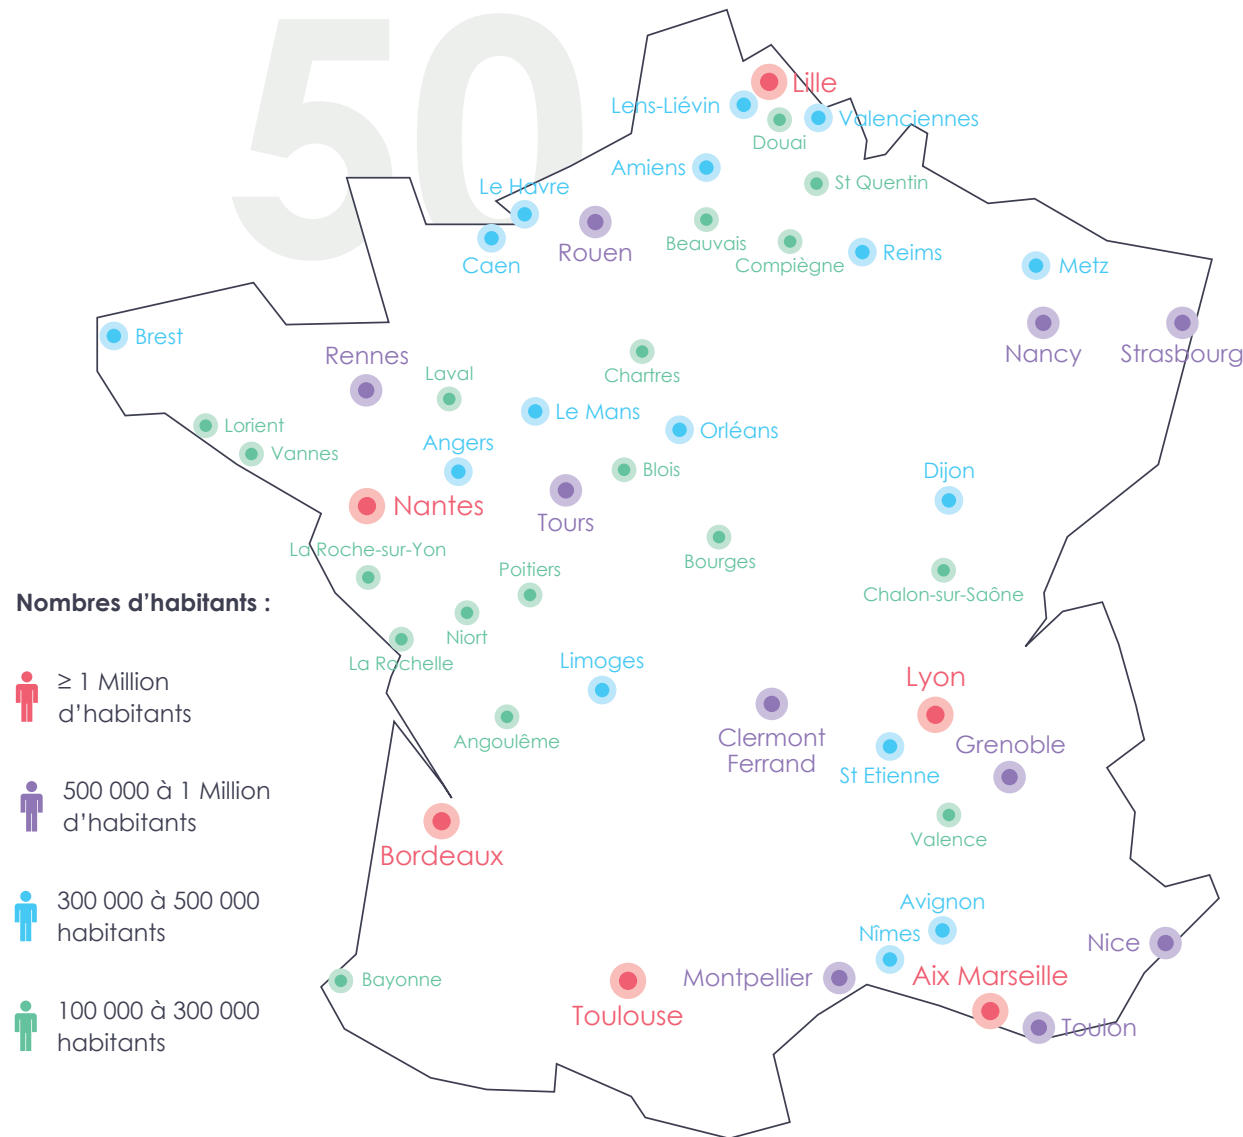 50
Lille
Lens-Liévin
Valenciennes
Douai
Amiens
St Quentin
Le Havre
Beauvais
Rouen
Reims
Caen
Compiègne
Metz
Brest
Rennes
Nancy
Strasbourg
Laval
Chartres
Le Mans
Lorient
Orléans
Angers
Vannes
Blois
Dijon
Nantes
Tours
La Roche-sur-Yon
Bourges
Poitiers
Chalon-sur-Saône
Niort
La Rochelle
Limoges
Lyon
Angoulême
Clermont
Ferrand
Grenoble
St Etienne
Valence
Bordeaux
Avignon
Nîmes
Nice
Bayonne
Montpellier
Aix Marseille
Toulouse
Toulon
Nombres d’habitants :
≥ 1 Million
d’habitants
500 000 à 1 Million
d’habitants
300 000 à 500 000
habitants
100 000 à 300 000
habitants